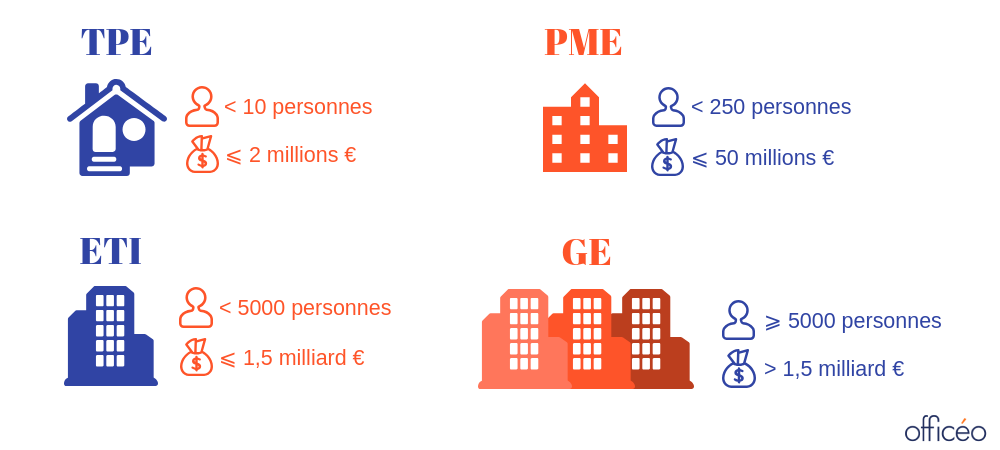 TPE
< 10 personnes
⩽ 2 millions €
PME
< 250 personnes
⩽ 50 millions €
ETI
< 5000 personnes
⩽ 1,5 milliard €
GE
⩾ 5000 personnes
> 1,5 milliard €
officéo